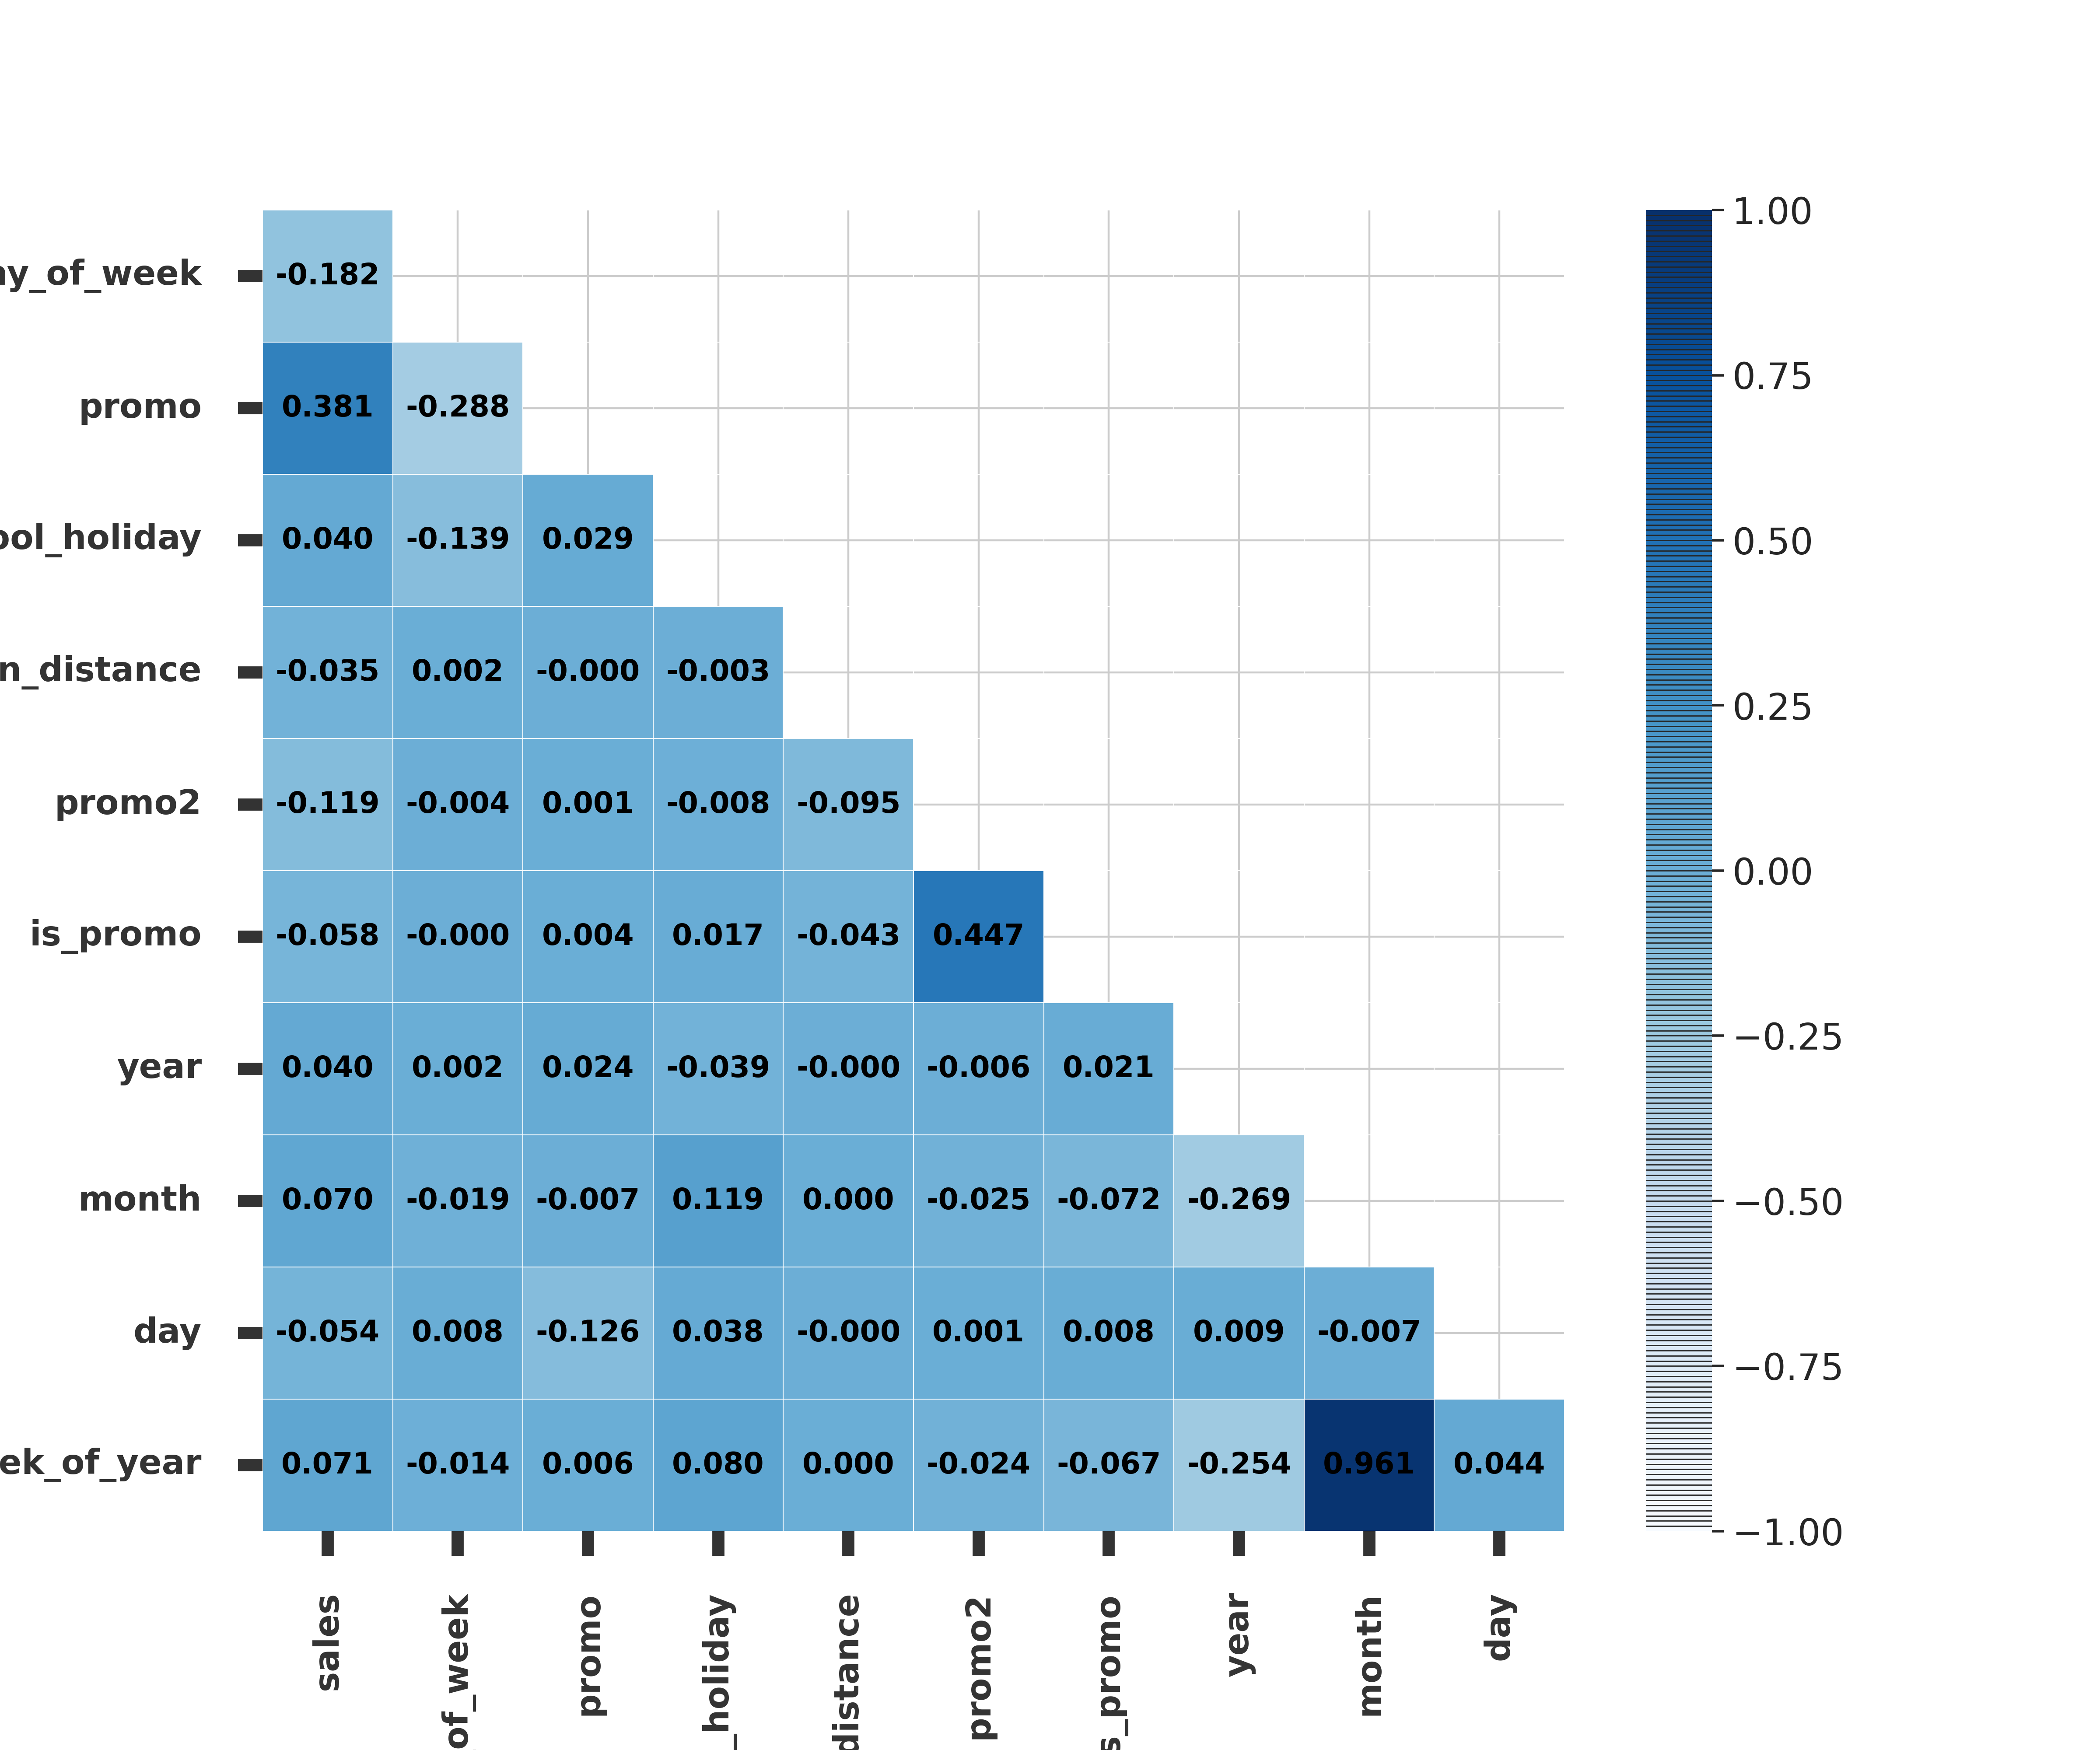 1.00
y_of_week -0.182
promo 0.381 -0.288 0.75
ool_holiday 0.040 -0.139 0.029 0.50
n_distance -0.035 0.002 -0.000 -0.003 0.25
promo2 -0.119 -0.004 0.001 -0.008 -0.095
0.00
is_promo -0.058 -0.000 0.004 0.017 -0.043 0.447
−0.25
year 0.040 0.002 0.024 -0.039 -0.000 -0.006 0.021
month 0.070 -0.019 -0.007 0.119 0.000 -0.025 -0.072 -0.269 −0.50
day -0.054 0.008 -0.126 0.038 -0.000 0.001 0.008 0.009 -0.007 −0.75
ek_of_year 0.071 -0.014 0.006 0.080 0.000 -0.024 -0.067 -0.254 0.961 0.044
−1.00
sales
of_week
promo
_holiday
distance
promo2
s_promo
year
month
day